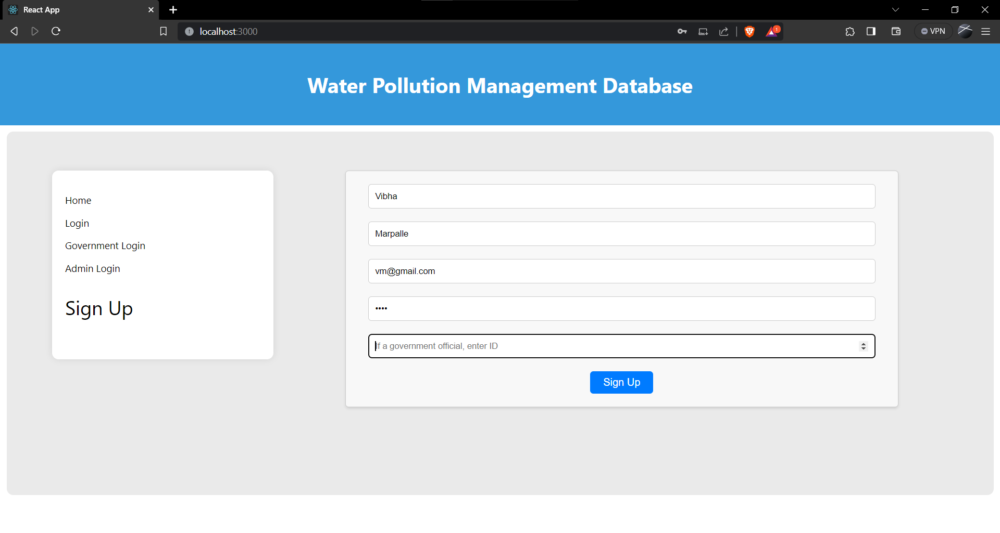 React App
localhost:3000
1
VPN
Water Pollution Management Database
Home
Login
Government Login
Admin Login
Sign Up
Vibha
Marpalle
vm@gmail.com
••••
If a government official, enter ID
Sign Up